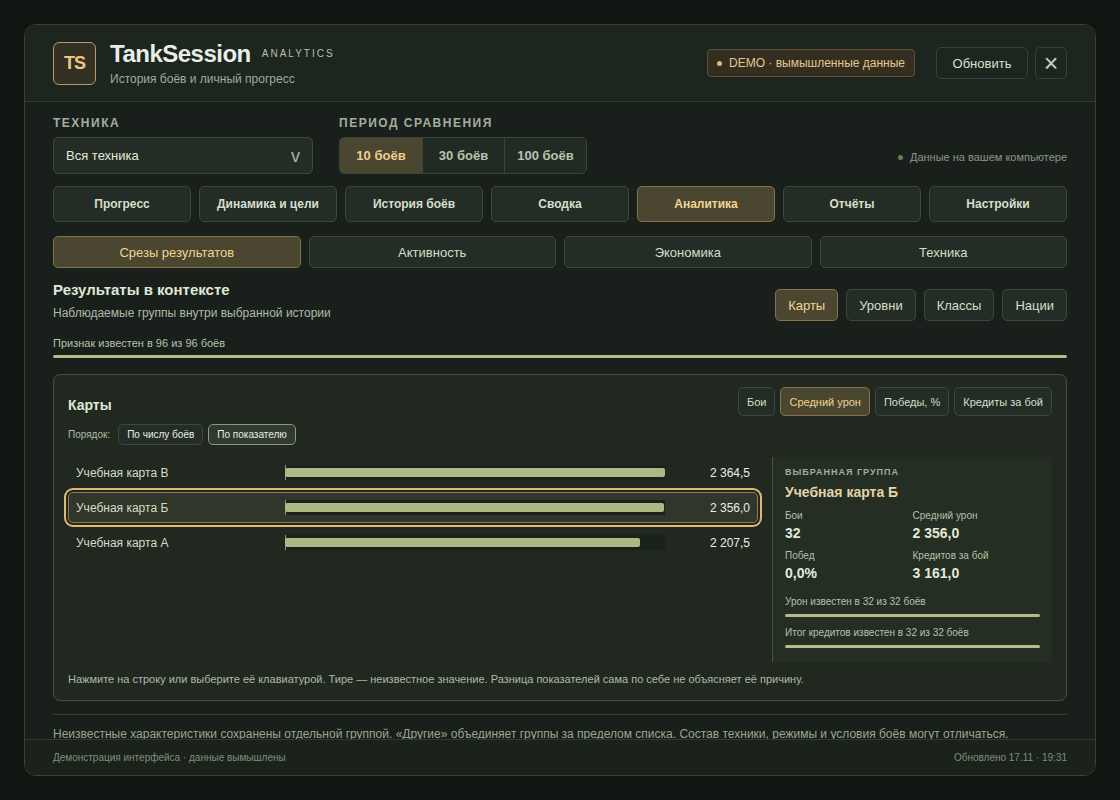 TS
TankSession ANALYTICS
История боёв и личный прогресс
DEMO · вымышленные данные
Обновить
×
ТЕХНИКА
ПЕРИОД СРАВНЕНИЯ
Вся техника
10 боёв 30 боёв 100 боёв
Данные на вашем компьютере
Прогресс Динамика и цели История боёв Сводка Аналитика Отчёты Настройки
Срезы результатов Активность Экономика Техника
Результаты в контексте
Наблюдаемые группы внутри выбранной истории
Карты Уровни Классы Нации
Признак известен в 96 из 96 боёв
Карты
Бои Средний урон Победы, % Кредиты за бой
Порядок: По числу боёв По показателю
Учебная карта В 2 364,5
Учебная карта Б 2 356,0
Учебная карта А 2 207,5
ВЫБРАННАЯ ГРУППА
Учебная карта Б
Бои Средний урон
32 2 356,0
Побед Кредитов за бой
0,0% 3 161,0
Урон известен в 32 из 32 боёв
Итог кредитов известен в 32 из 32 боёв
Нажмите на строку или выберите её клавиатурой. Тире — неизвестное значение. Разница показателей сама по себе не объясняет её причину.
Неизвестные характеристики сохранены отдельной группой. «Другие» объединяет группы за пределом списка. Состав техники, режимы и условия боёв могут отличаться.
Демонстрация интерфейса · данные вымышлены
Обновлено 17.11 · 19:31